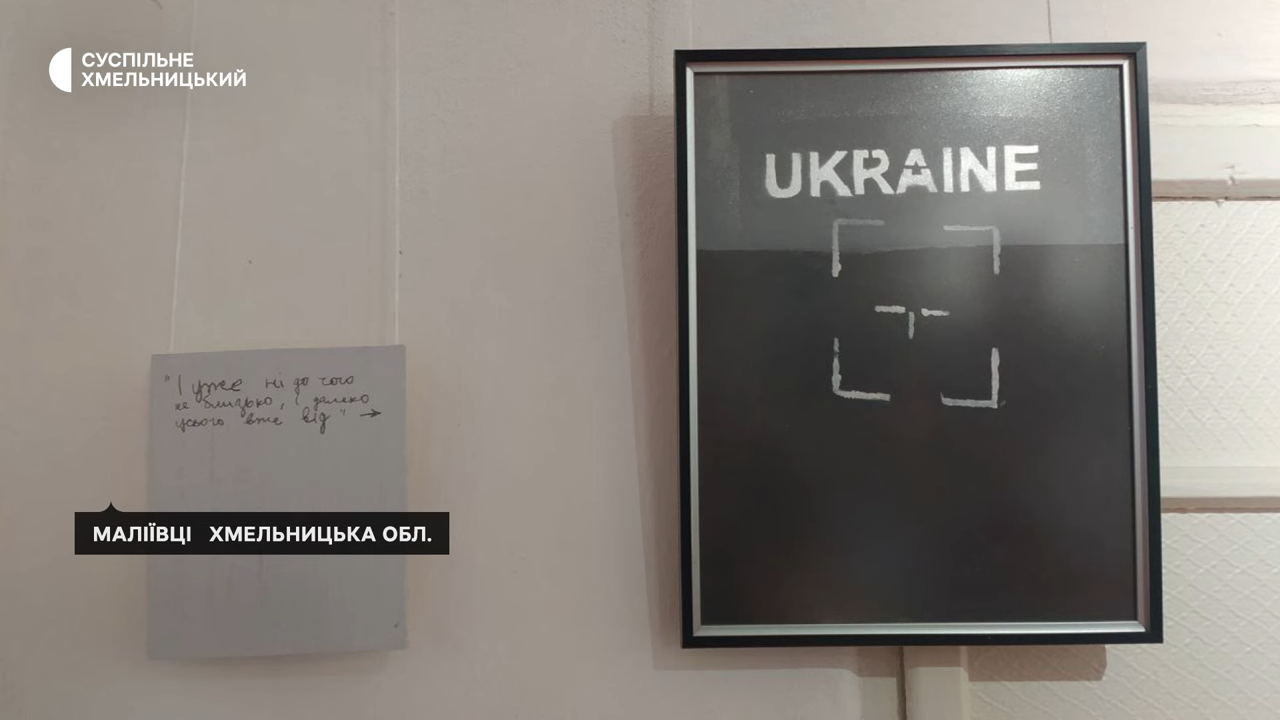 СУСПІЛЬНЕ
ХМЕЛЬНИЦЬКИЙ
UKRAINE
"І уже ні до чого
не близько, і далеко
усього вже від" →
МАЛІЇВЦІ ХМЕЛЬНИЦЬКА ОБЛ.